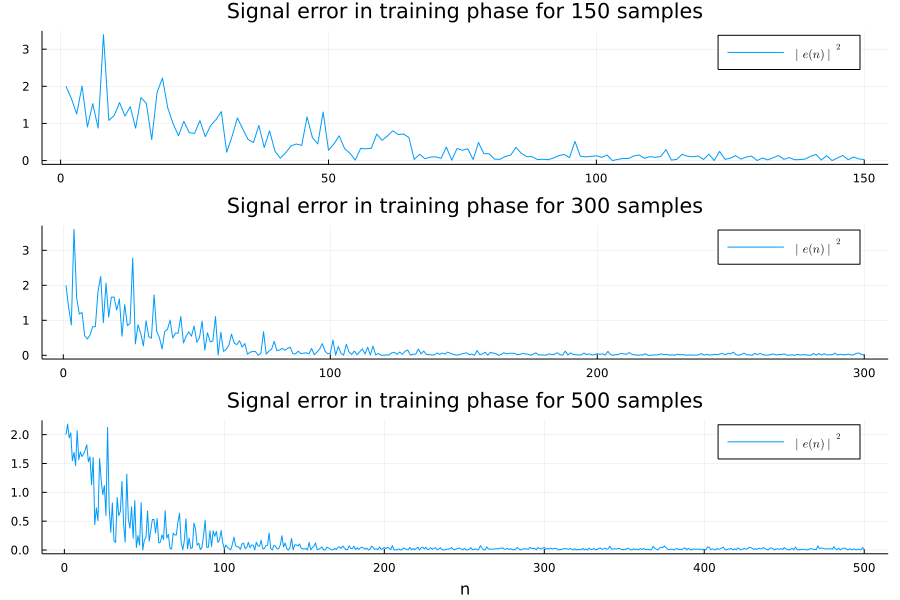 Signal error in training phase for 150 samples
3
2
1
0
| e(n) | ²
0 50 100 150
Signal error in training phase for 300 samples
3
2
1
0
| e(n) | ²
0 100 200 300
Signal error in training phase for 500 samples
2.0
1.5
1.0
0.5
0.0
| e(n) | ²
0 100 200 300 400 500
n